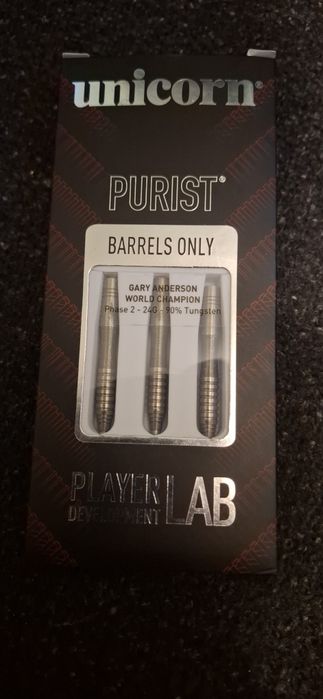 unicorn®
PURIST®
BARRELS ONLY
GARY ANDERSON
WORLD CHAMPION
Phase 2 - 24G - 90% Tungsten
PLAYER
DEVELOPMENT
LAB